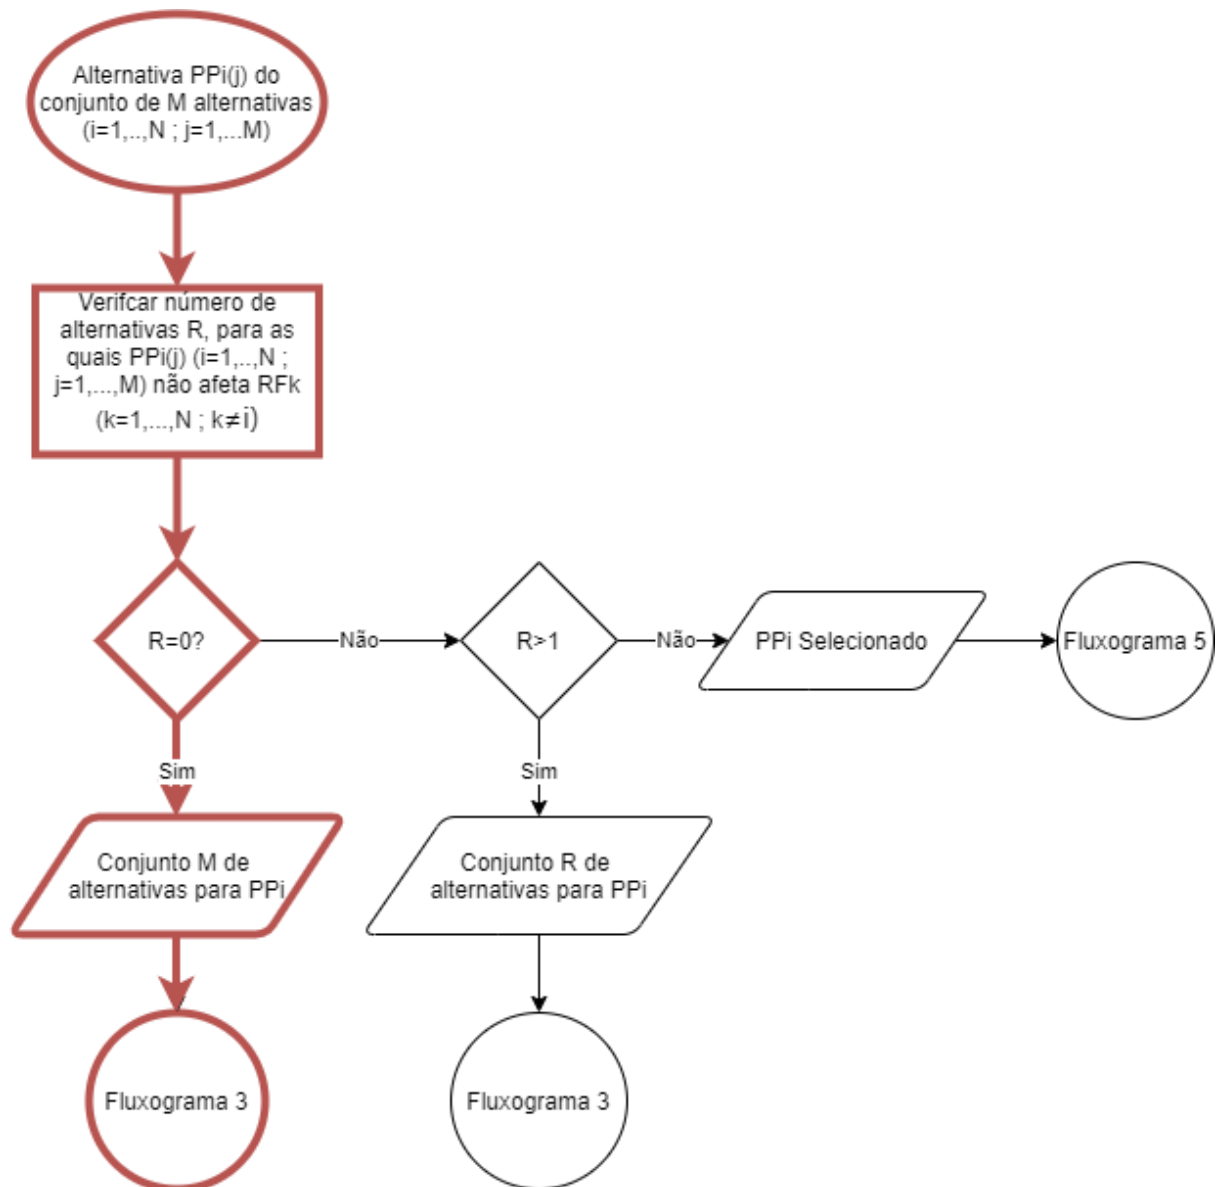 Alternativa PPi(j) do
conjunto de M alternativas
(i=1,..,N ; j=1,...M)
Verifcar número de
alternativas R, para as
quais PPi(j) (i=1,..,N ;
j=1,...,M) não afeta RFk
(k=1,...,N ; k≠i)
R=0?
Não
R>1
Não
PPi Selecionado
Fluxograma 5
Sim
Sim
Conjunto M de
alternativas para PPi
Conjunto R de
alternativas para PPi
Fluxograma 3
Fluxograma 3